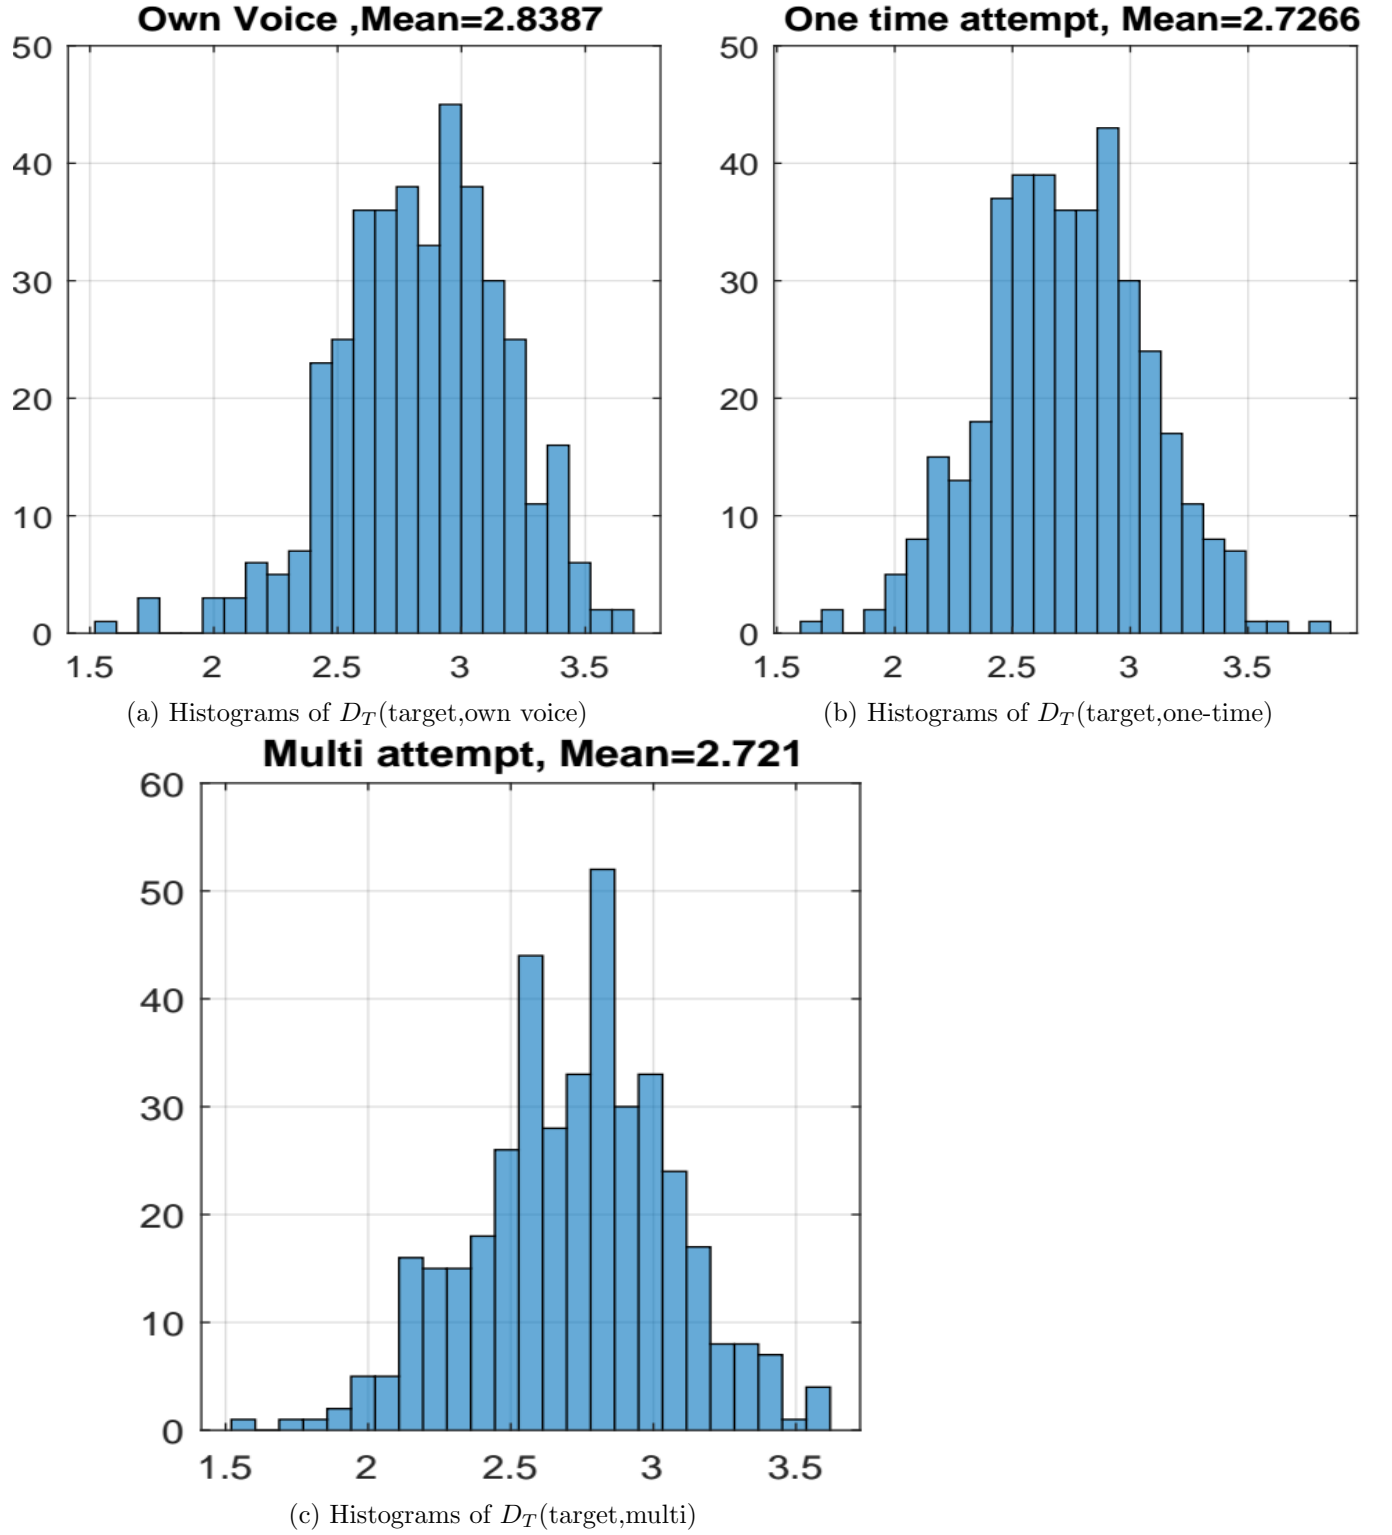 Own Voice ,Mean=2.8387
50
40
30
20
10
0
1.5 2 2.5 3 3.5
(a) Histograms of D_T(target,own voice)
One time attempt, Mean=2.7266
50
40
30
20
10
0
1.5 2 2.5 3 3.5
(b) Histograms of D_T(target,one-time)
Multi attempt, Mean=2.721
60
50
40
30
20
10
0
1.5 2 2.5 3 3.5
(c) Histograms of D_T(target,multi)